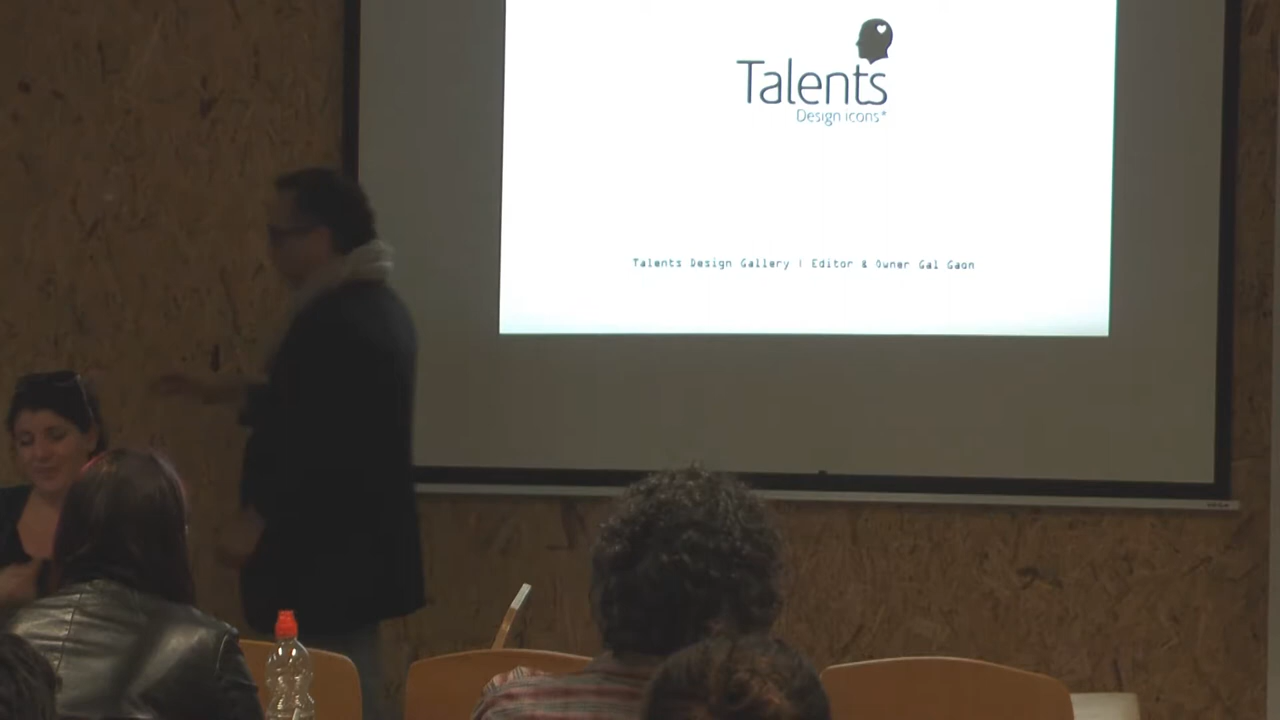 Talents
Design icons*
Talents Design Gallery | Editor & Owner Gal Gaon